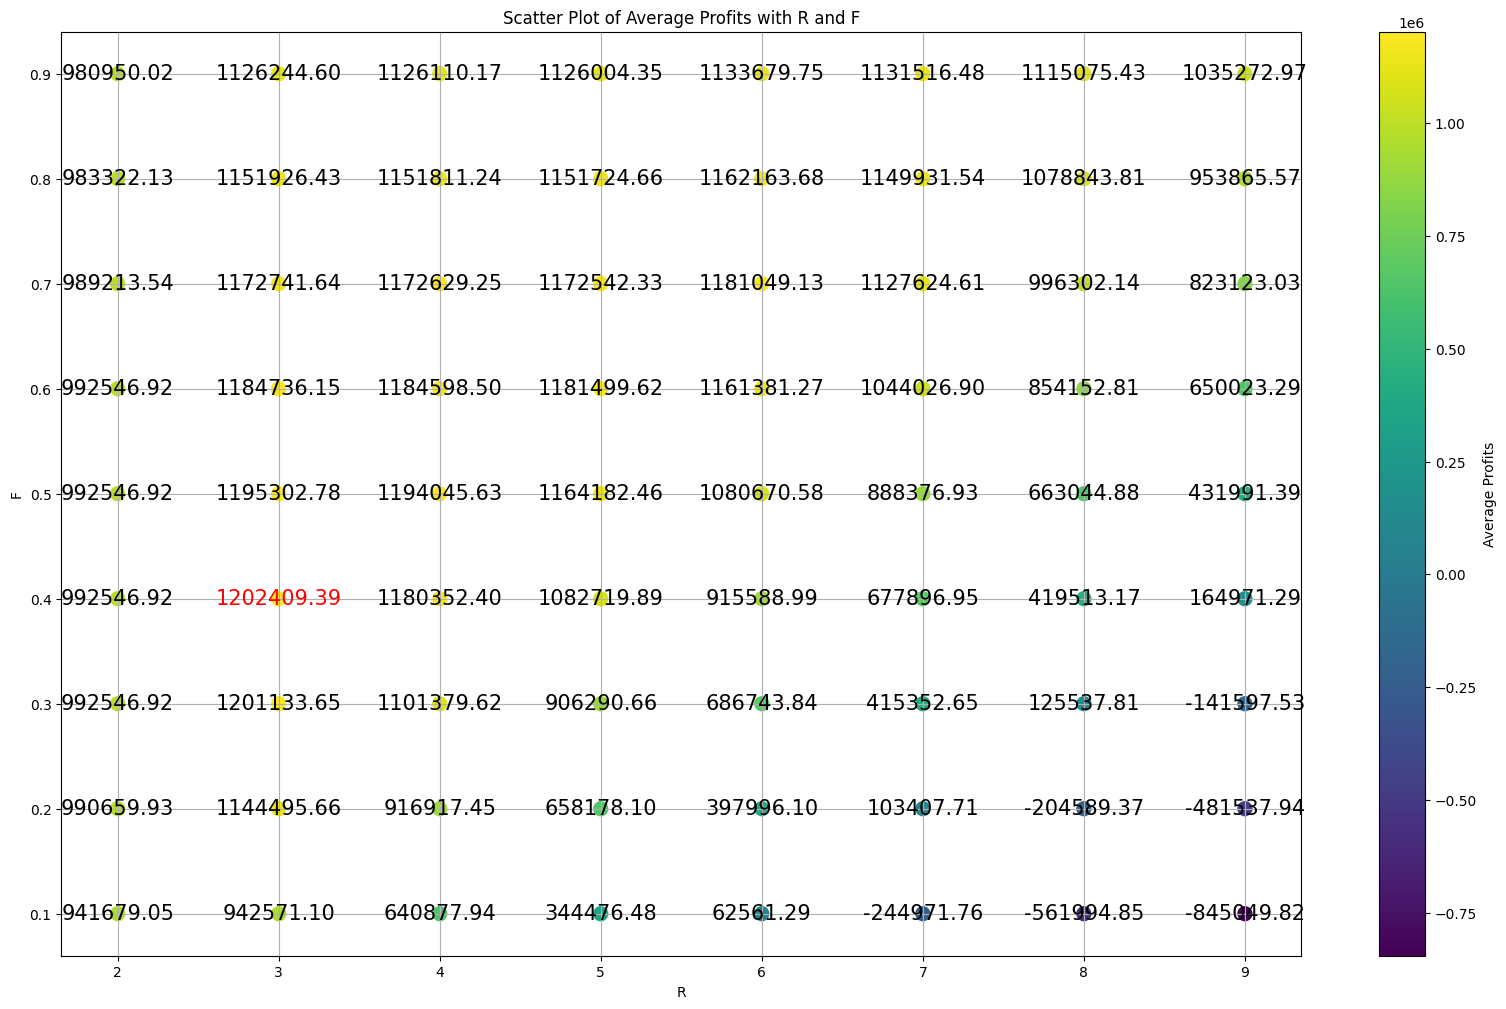 Scatter Plot of Average Profits with R and F
1e6
0.9 980950.02 1126244.60 1126110.17 1126004.35 1133679.75 1131516.48 1115075.43 1035272.97
1.00
0.8 983322.13 1151926.43 1151811.24 1151724.66 1162163.68 1149931.54 1078843.81 953865.57
0.75
0.7 989213.54 1172741.64 1172629.25 1172542.33 1181049.13 1127624.61 996302.14 823123.03
0.50
0.6 992546.92 1184736.15 1184598.50 1181499.62 1161381.27 1044026.90 854152.81 650023.29
0.25
0.5 992546.92 1195302.78 1194045.63 1164182.46 1080670.58 888376.93 663044.88 431991.39
0.00
0.4 992546.92 1202409.39 1180352.40 1082719.89 915588.99 677896.95 419513.17 164971.29
−0.25
0.3 992546.92 1201133.65 1101379.62 906290.66 686743.84 415352.65 125537.81 -141597.53
−0.50
0.2 990659.93 1144495.66 916917.45 658178.10 397996.10 103407.71 -204589.37 -481537.94
0.1 941679.05 942571.10 640877.94 344476.48 62561.29 -244971.76 -561994.85 -845049.82
−0.75
2 3 4 5 6 7 8 9
R
F
Average Profits